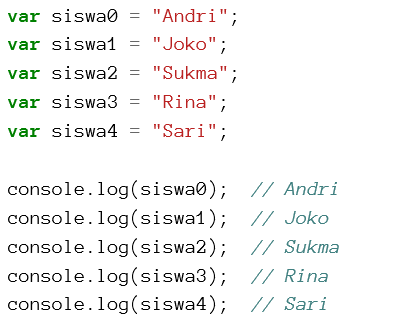 var siswa0 = "Andri";
var siswa1 = "Joko";
var siswa2 = "Sukma";
var siswa3 = "Rina";
var siswa4 = "Sari";

console.log(siswa0);  // Andri
console.log(siswa1);  // Joko
console.log(siswa2);  // Sukma
console.log(siswa3);  // Rina
console.log(siswa4);  // Sari